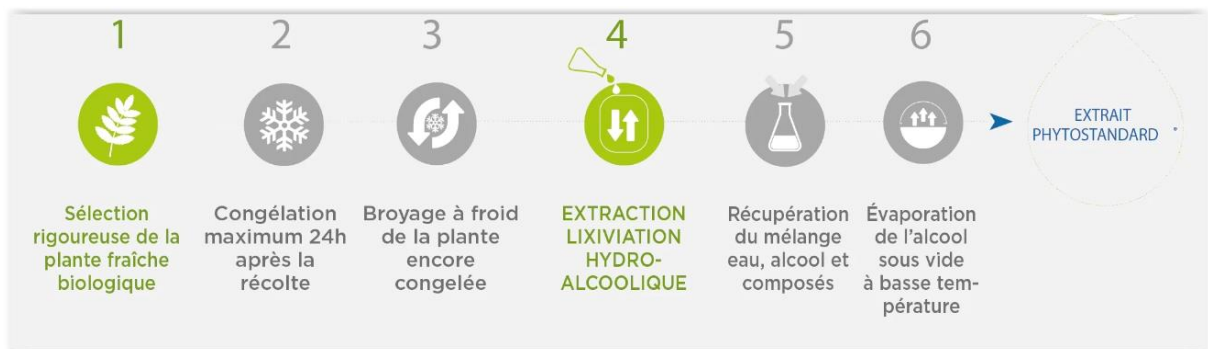 1
Sélection
rigoureuse de la
plante fraîche
biologique
2
Congélation
maximum 24h
après la
récolte
3
Broyage à froid
de la plante
encore
congelée
4
EXTRACTION
LIXIVIATION
HYDRO-
ALCOOLIQUE
5
Récupération
du mélange
eau, alcool et
composés
6
Évaporation
de l’alcool
sous vide
à basse tem-
pérature
EXTRAIT
PHYTOSTANDARD